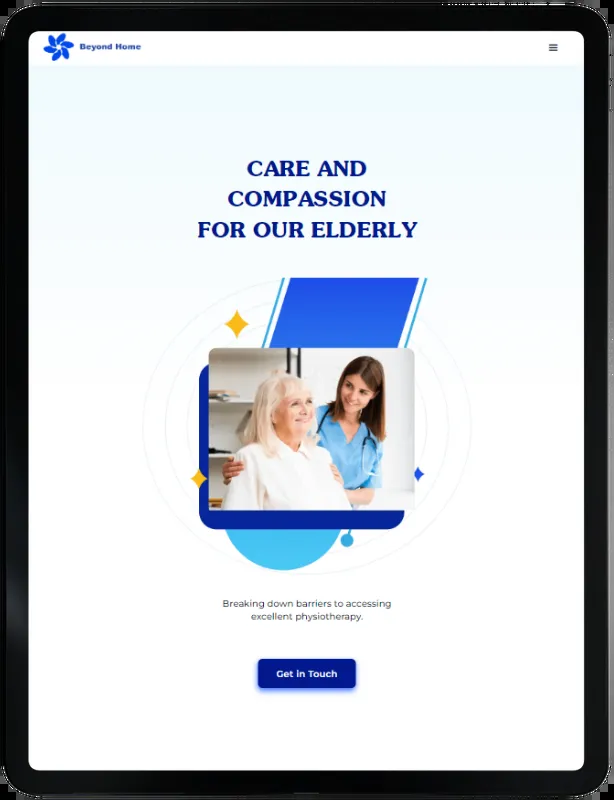 Beyond Home
CARE AND
COMPASSION
FOR OUR ELDERLY
Breaking down barriers to accessing
excellent physiotherapy.
Get in Touch